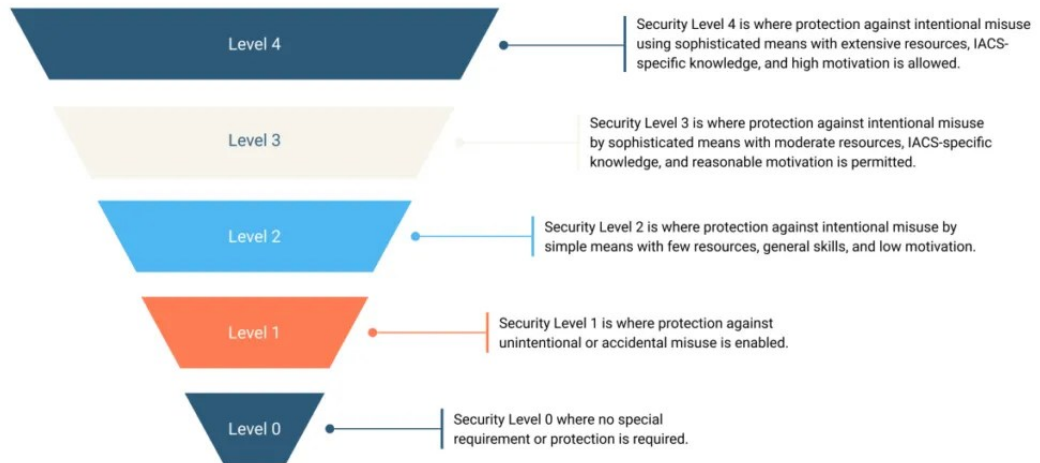 Level 4
Security Level 4 is where protection against intentional misuse
using sophisticated means with extensive resources, IACS-
specific knowledge, and high motivation is allowed.
Level 3
Security Level 3 is where protection against intentional misuse
by sophisticated means with moderate resources, IACS-specific
knowledge, and reasonable motivation is permitted.
Level 2
Security Level 2 is where protection against intentional misuse by
simple means with few resources, general skills, and low motivation.
Level 1
Security Level 1 is where protection against
unintentional or accidental misuse is enabled.
Level 0
Security Level 0 where no special
requirement or protection is required.